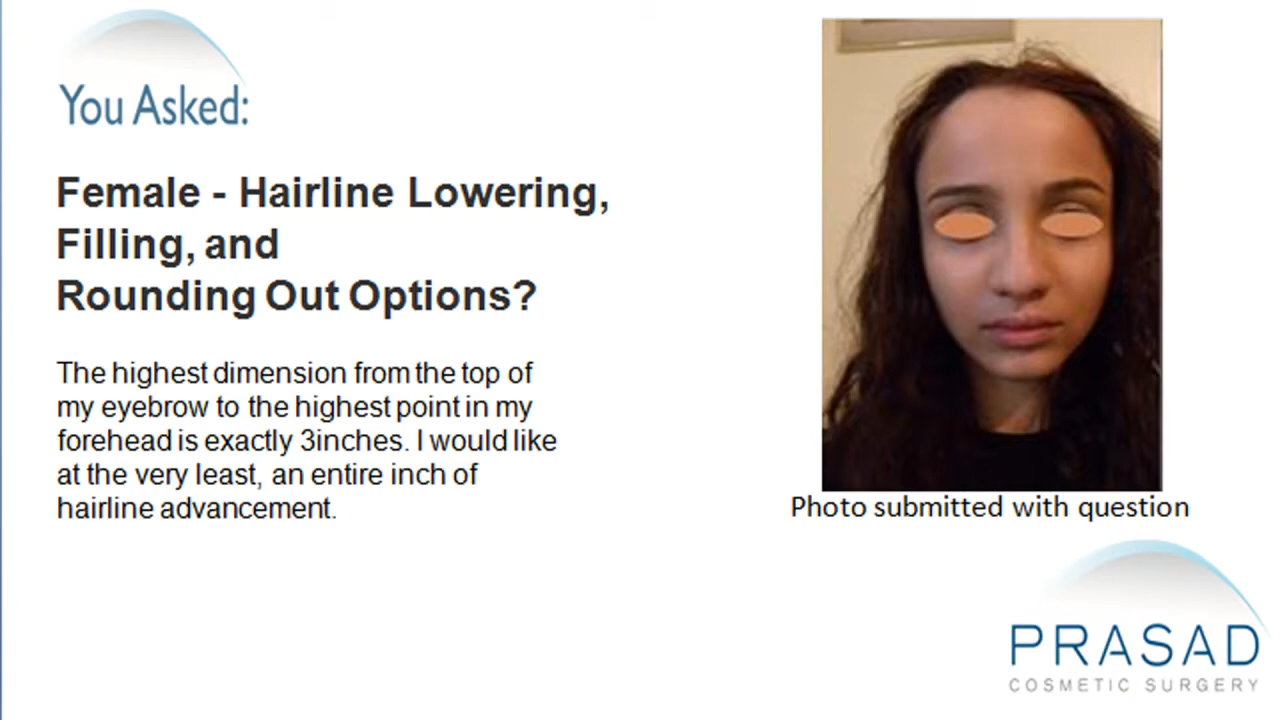 You Asked:
Female - Hairline Lowering,
Filling, and
Rounding Out Options?
The highest dimension from the top of
my eyebrow to the highest point in my
forehead is exactly 3inches. I would like
at the very least, an entire inch of
hairline advancement.
Photo submitted with question
PRASAD
COSMETIC SURGERY